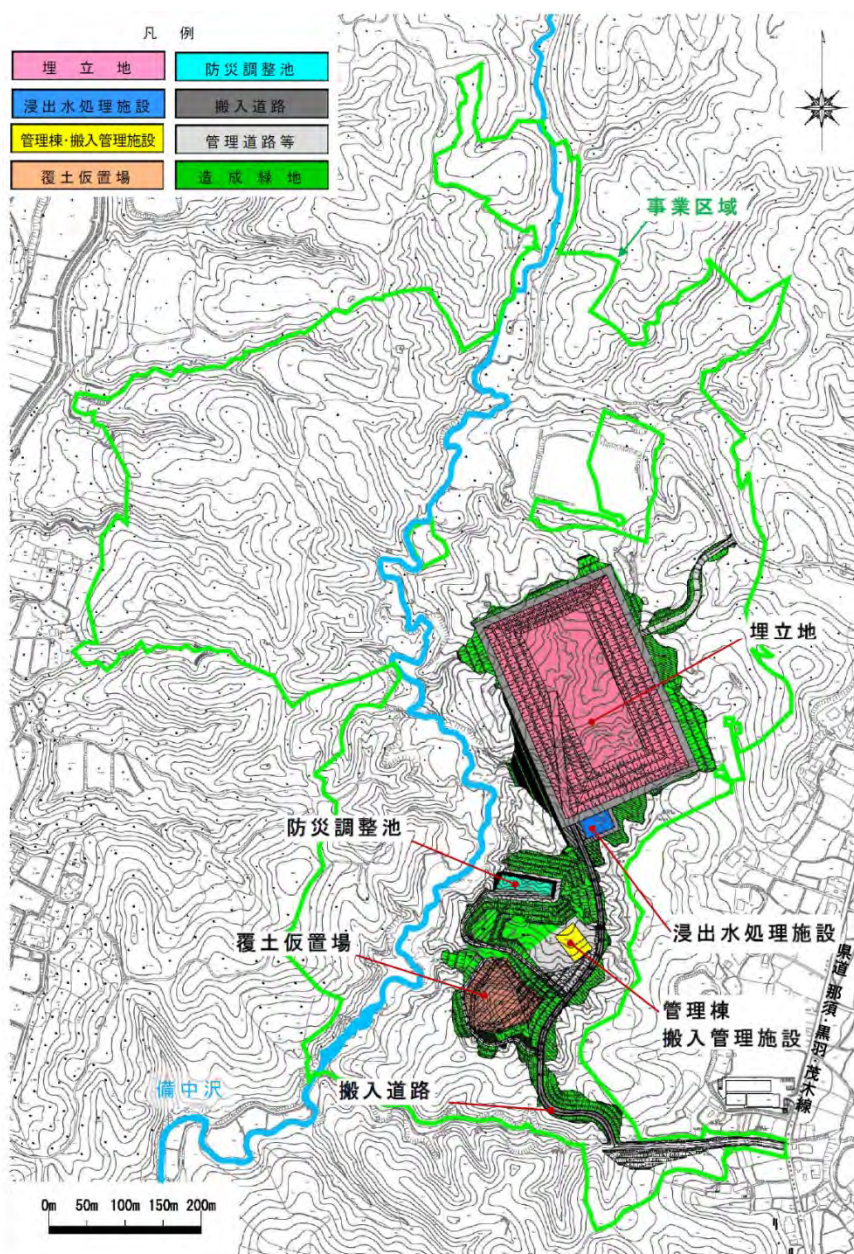 凡 例
埋 立 地
防災調整池
浸出水処理施設
搬入道路
管理棟・搬入管理施設
管理道路等
覆土仮置場
造成緑地
事業区域
埋立地
防災調整池
浸出水処理施設
覆土仮置場
管理棟
搬入管理施設
県道 那須・黒羽・茂木線
搬入道路
備中沢
0m 50m 100m 150m 200m